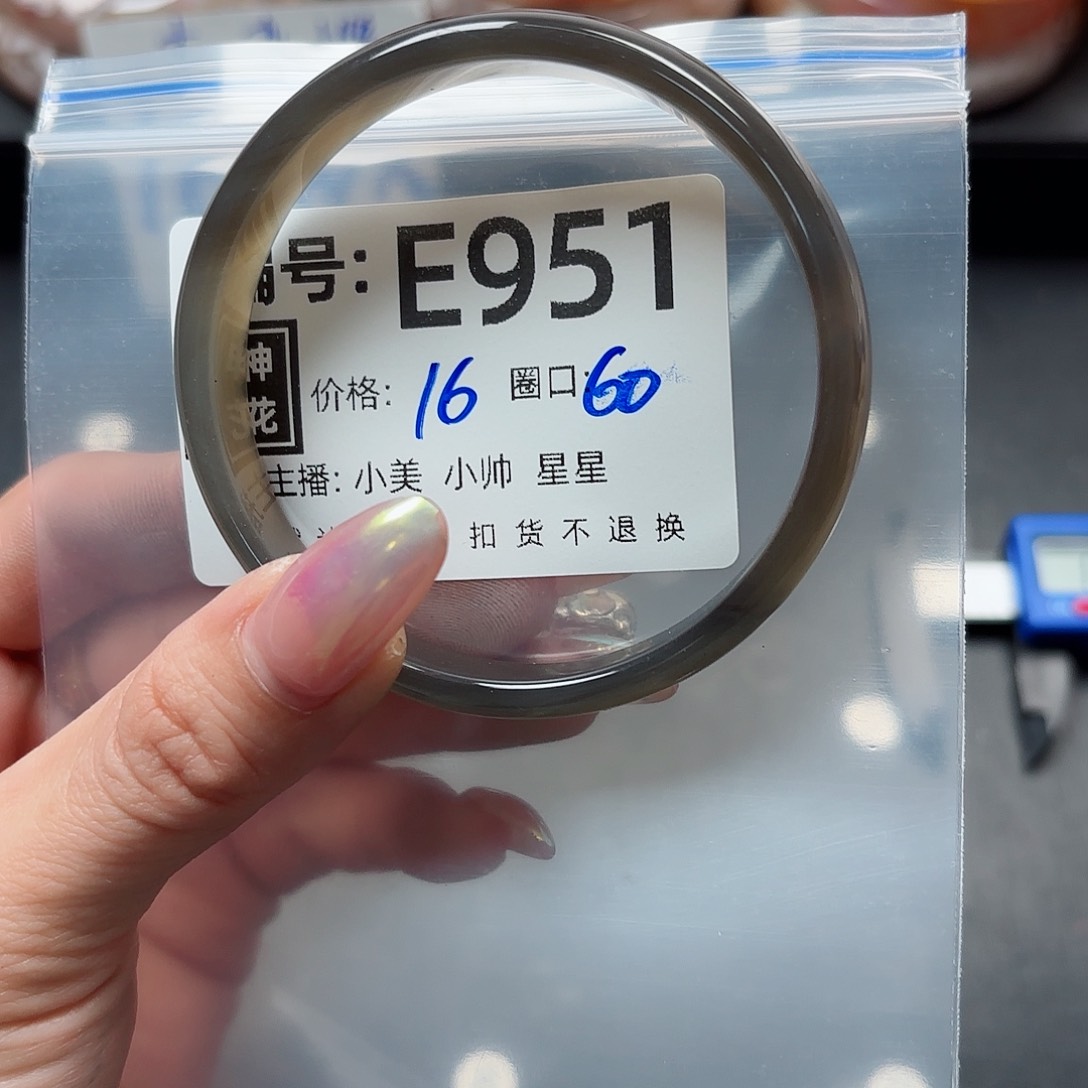 编号: E951
神
花
价格: 16 圈口: 60
主播: 小美 小帅 星星
扣货不退换